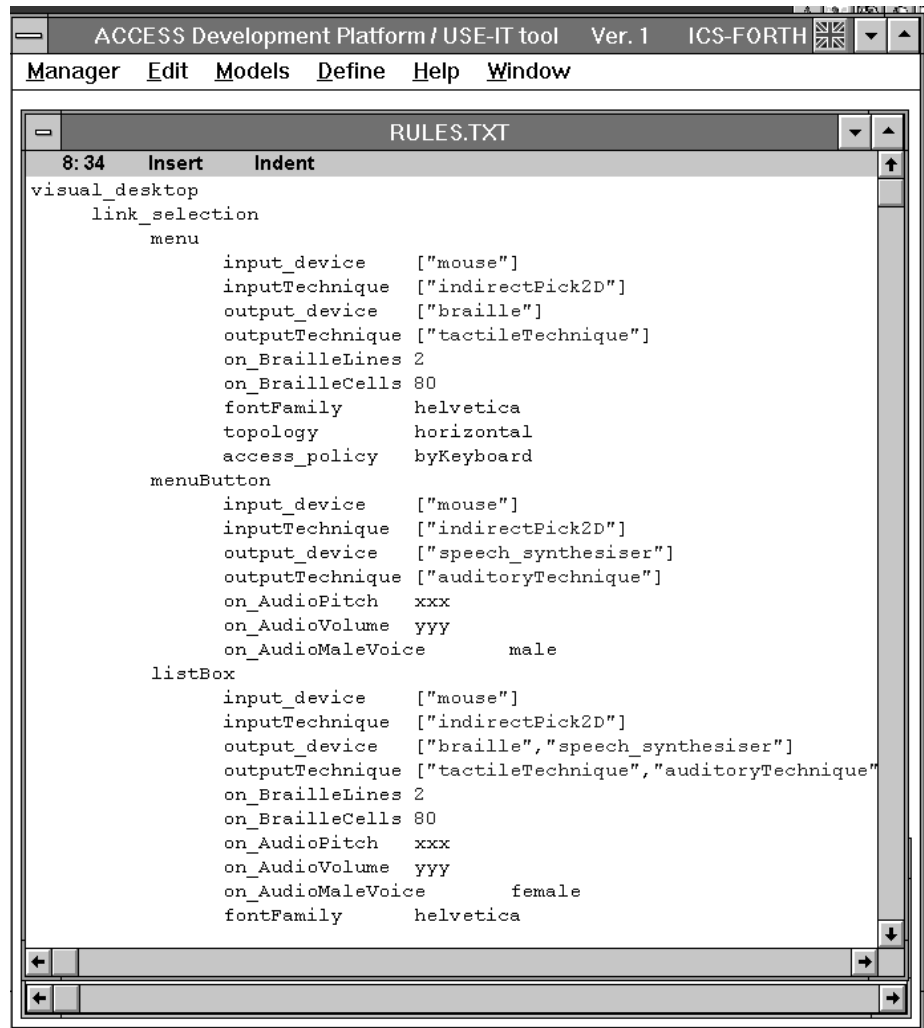 ACCESS Development Platform / USE-IT tool Ver. 1 ICS-FORTH
Manager Edit Models Define Help Window
RULES.TXT
8: 34 Insert Indent
visual_desktop
link_selection
menu
input_device ["mouse"]
inputTechnique ["indirectPick2D"]
output_device ["braille"]
outputTechnique ["tactileTechnique"]
on_BrailleLines 2
on_BrailleCells 80
fontFamily helvetica
topology horizontal
access_policy byKeyboard
menuButton
input_device ["mouse"]
inputTechnique ["indirectPick2D"]
output_device ["speech_synthesiser"]
outputTechnique ["auditoryTechnique"]
on_AudioPitch xxx
on_AudioVolume yyy
on_AudioMaleVoice male
listBox
input_device ["mouse"]
inputTechnique ["indirectPick2D"]
output_device ["braille","speech_synthesiser"]
outputTechnique ["tactileTechnique","auditoryTechnique"
on_BrailleLines 2
on_BrailleCells 80
on_AudioPitch xxx
on_AudioVolume yyy
on_AudioMaleVoice female
fontFamily helvetica